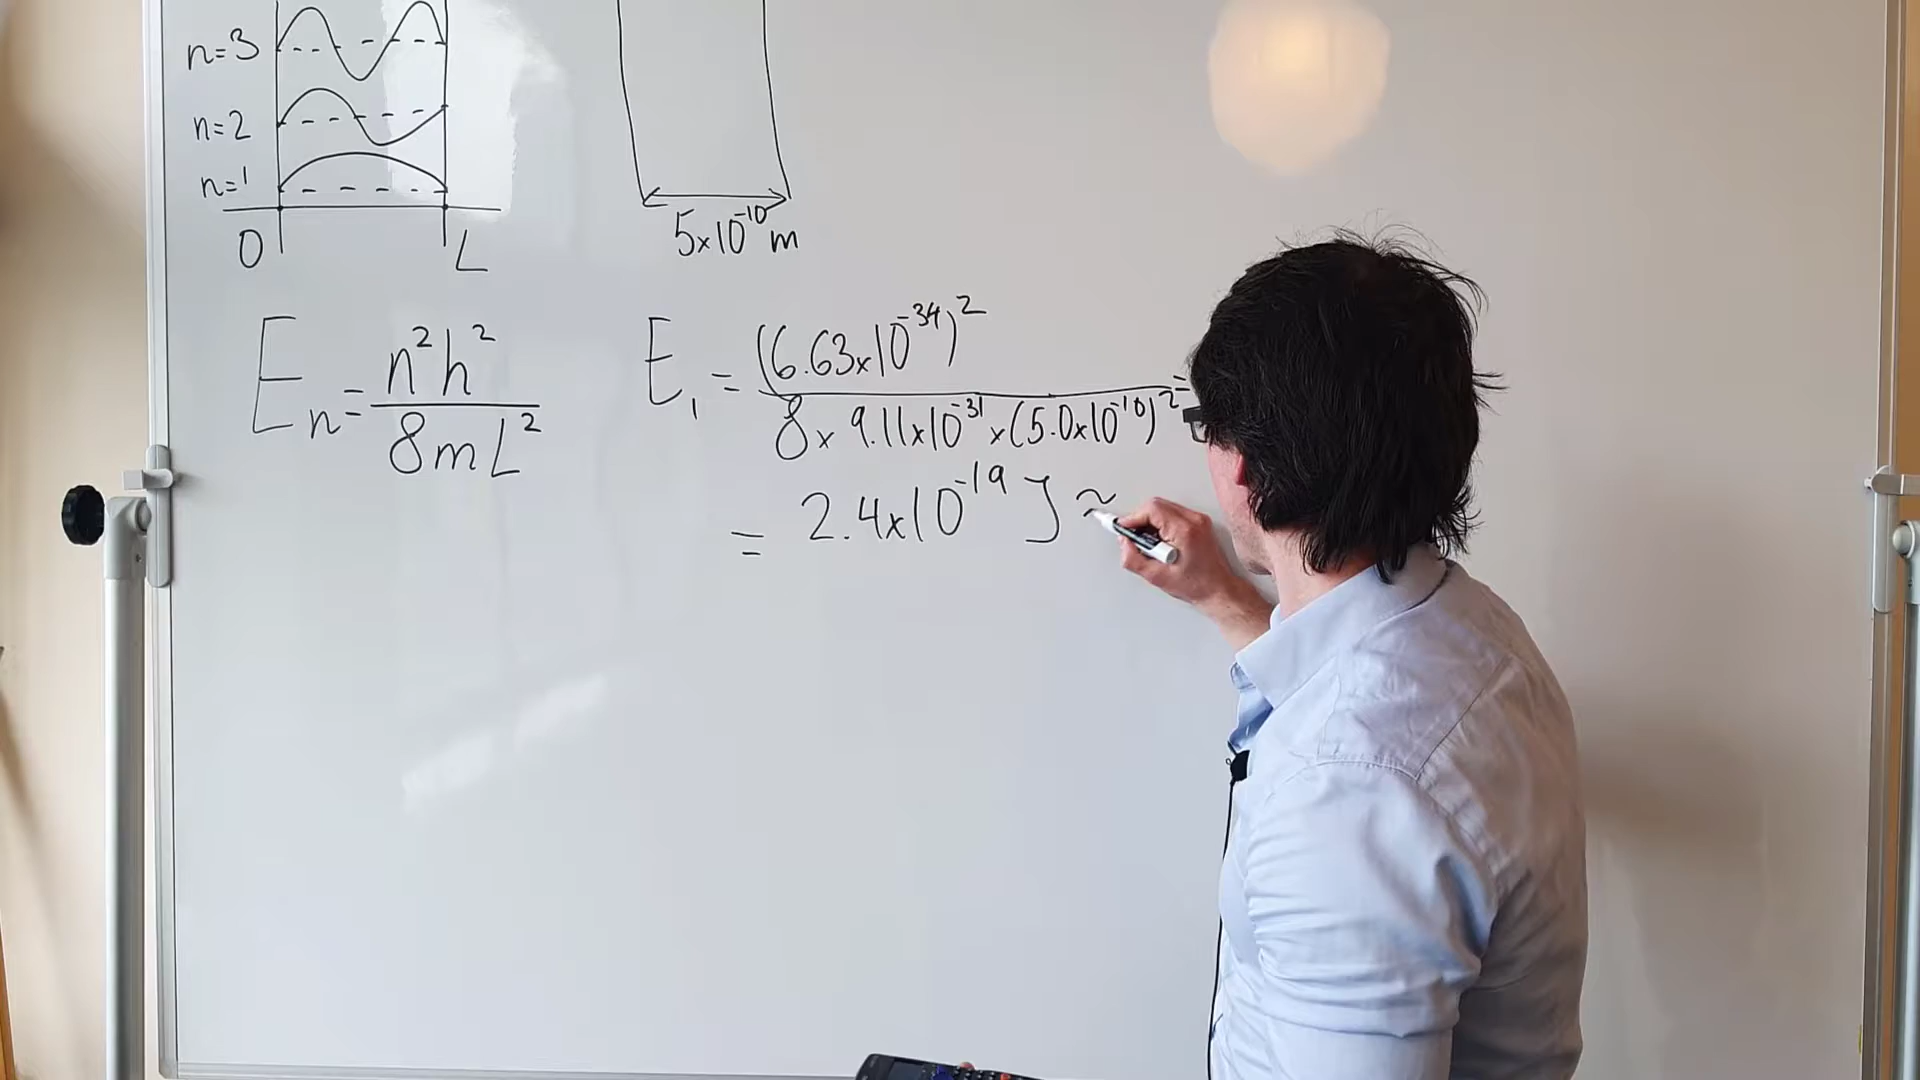 n=3
n=2
n=1
0 L
5x10⁻¹⁰ m
Eₙ = n²h² / 8mL²
E₁ = (6.63x10⁻³⁴)² / 8 x 9.11x10⁻³¹ x (5.0x10⁻¹⁰)² =
= 2.4x10⁻¹⁹ J ≈